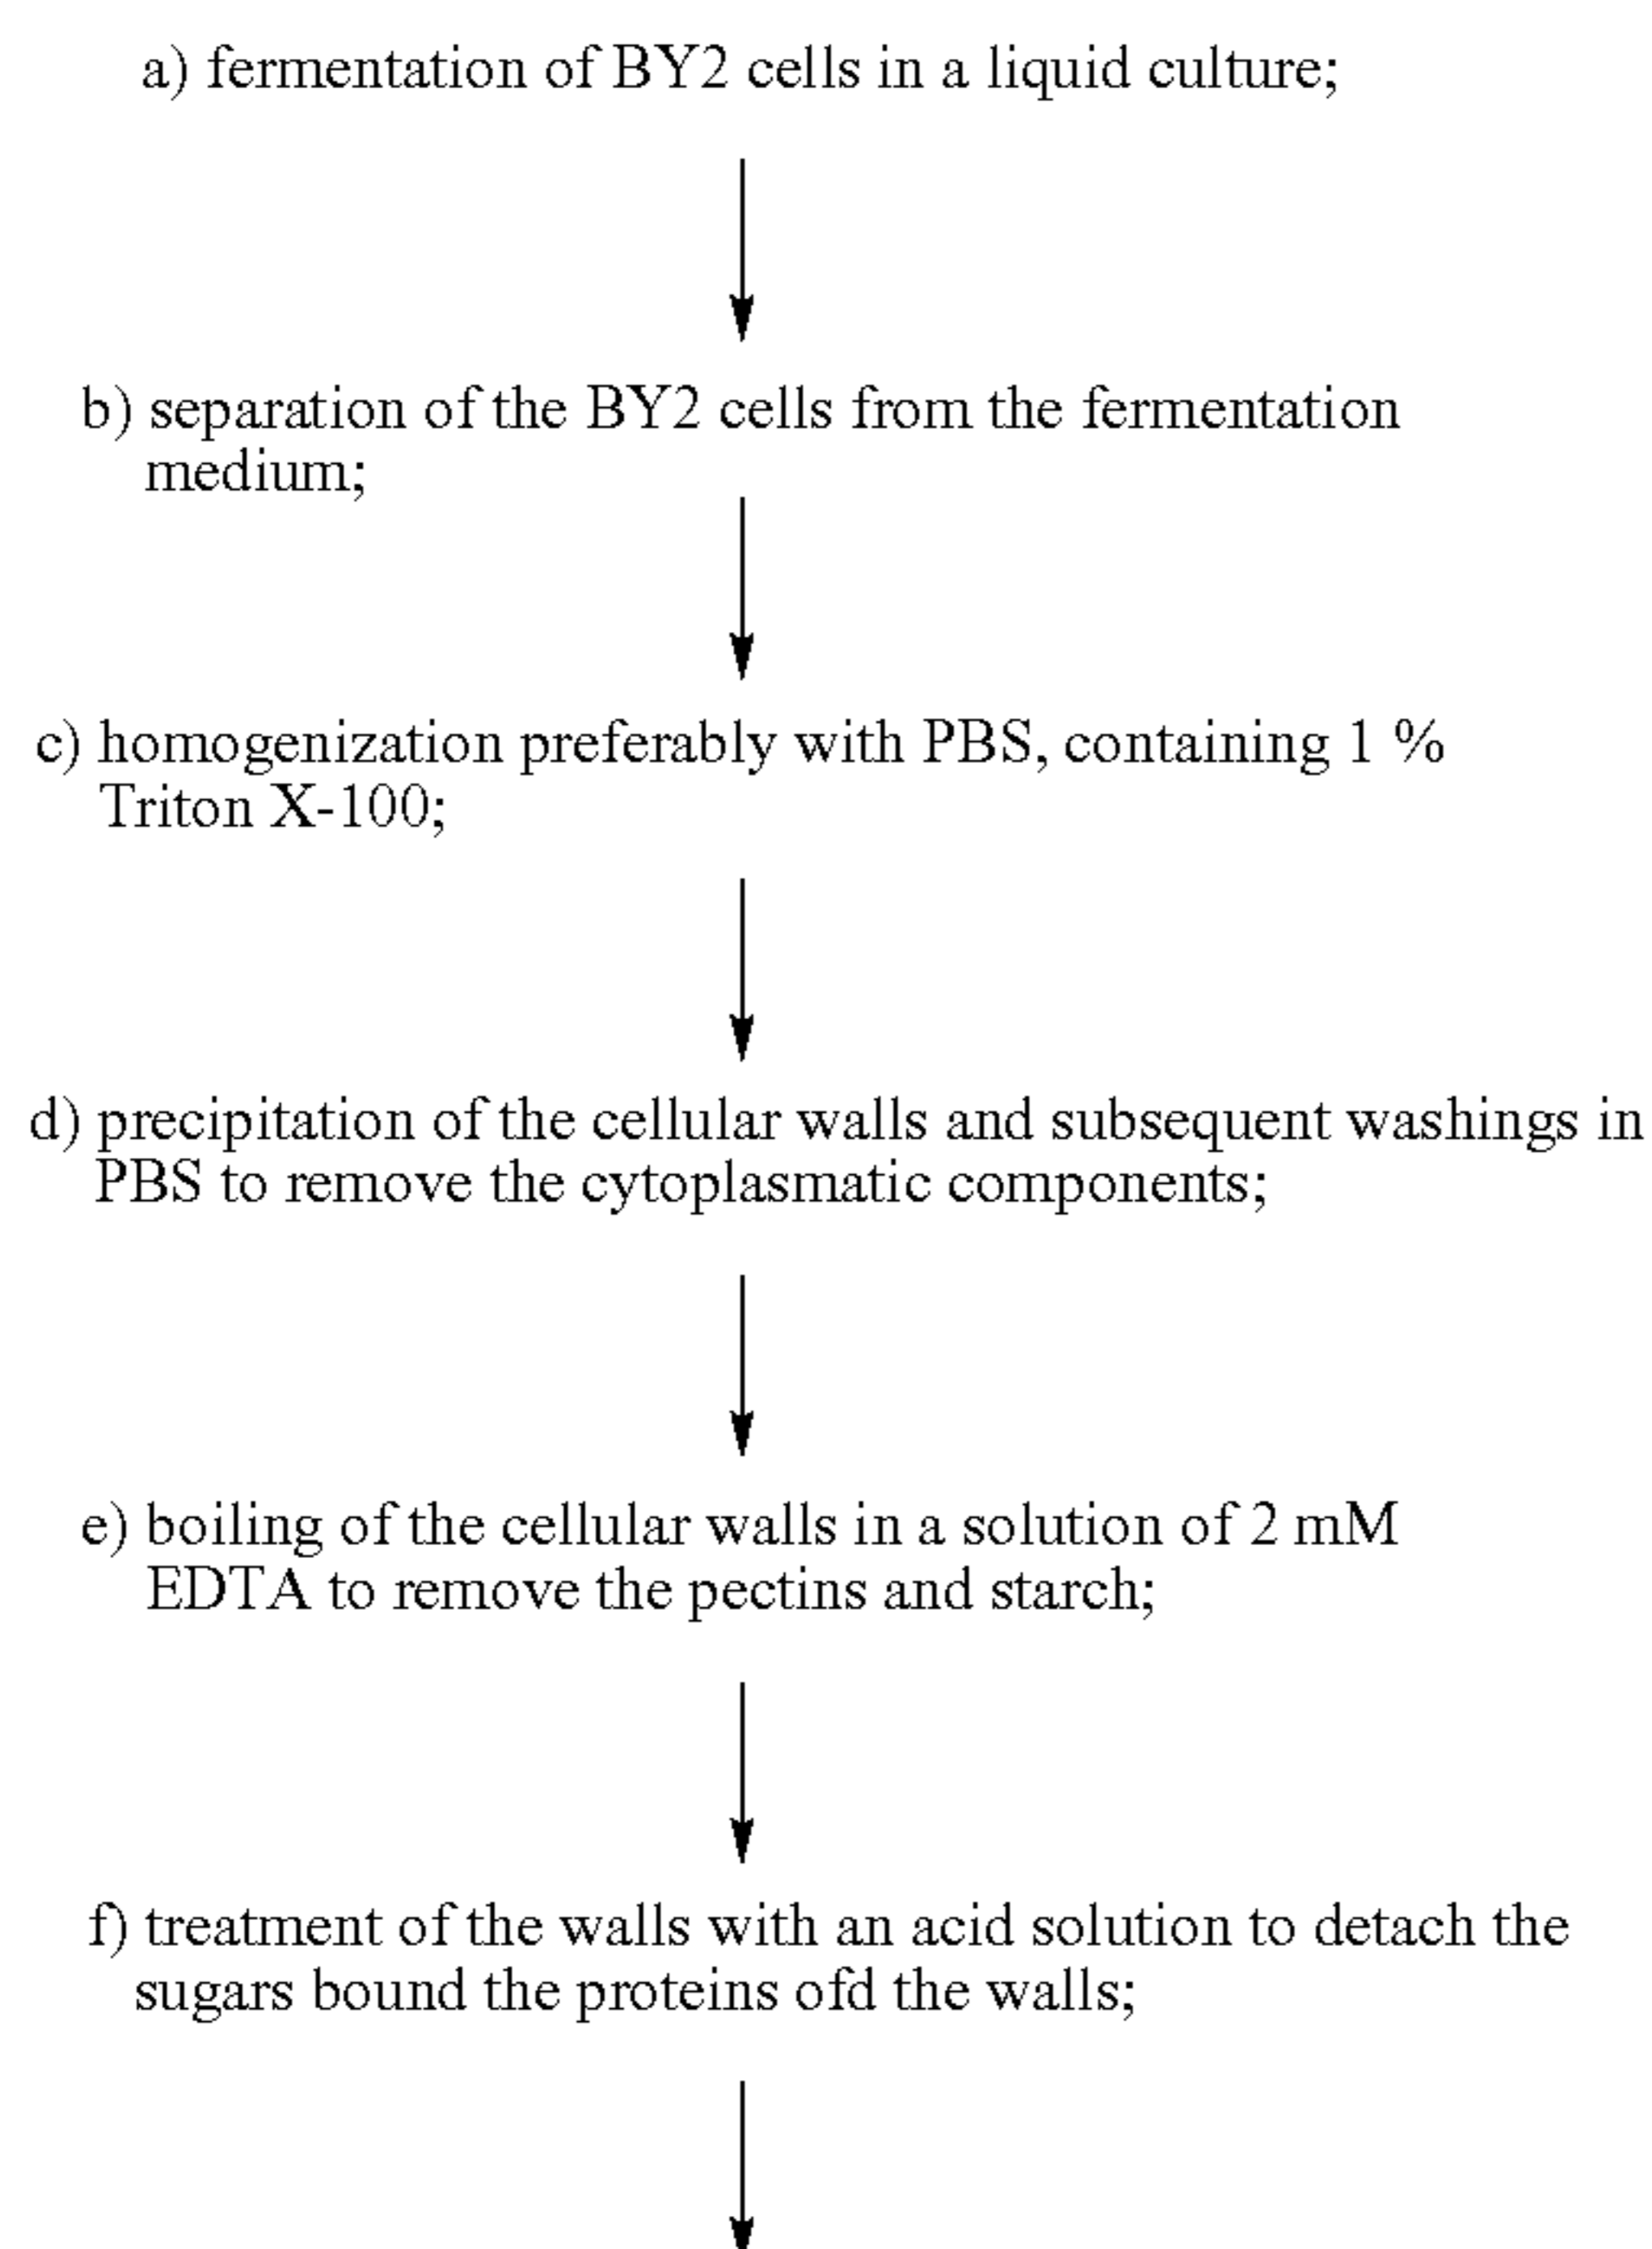 a) fermentation of BY2 cells in a liquid culture;
b) separation of the BY2 cells from the fermentation
medium;
c) homogenization preferably with PBS, containing 1 %
Triton X-100;
d) precipitation of the cellular walls and subsequent washings in
PBS to remove the cytoplasmatic components;
e) boiling of the cellular walls in a solution of 2 mM
EDTA to remove the pectins and starch;
f) treatment of the walls with an acid solution to detach the
sugars bound the proteins ofd the walls;